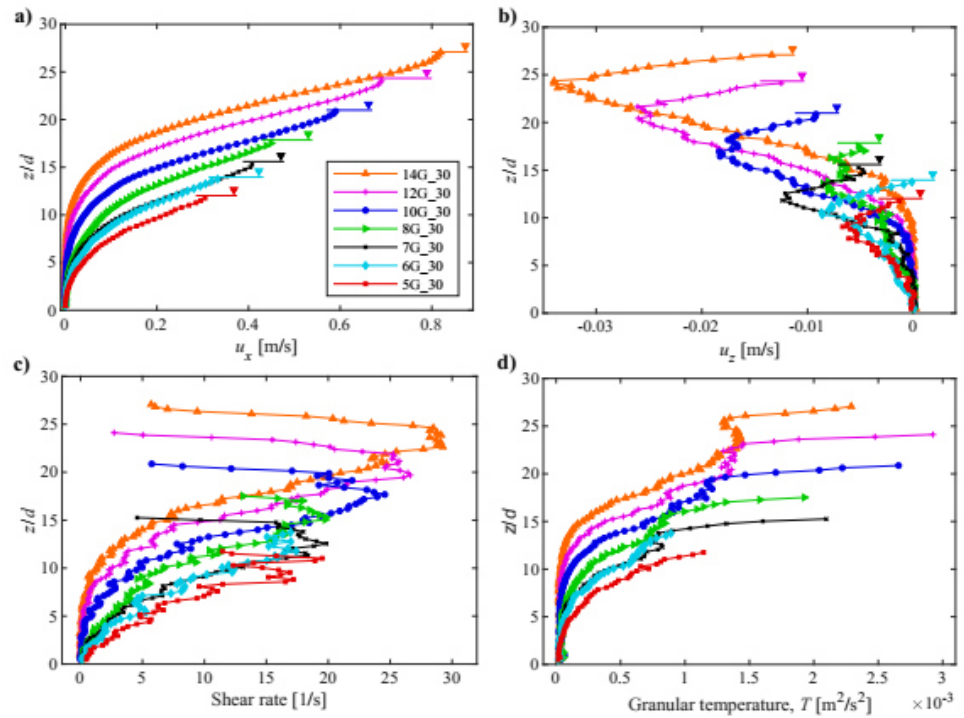 a)
30
25
20
15
10
5
0
z/d
0 0.2 0.4 0.6 0.8
u_x [m/s]
14G_30
12G_30
10G_30
8G_30
7G_30
6G_30
5G_30
b)
30
25
20
15
10
5
0
z/d
-0.03 -0.02 -0.01 0
u_z [m/s]
c)
30
25
20
15
10
5
0
z/d
0 5 10 15 20 25 30
Shear rate [1/s]
d)
30
25
20
15
10
5
0
z/d
0 0.5 1 1.5 2 2.5 3
Granular temperature, T [m²/s²] ×10⁻³